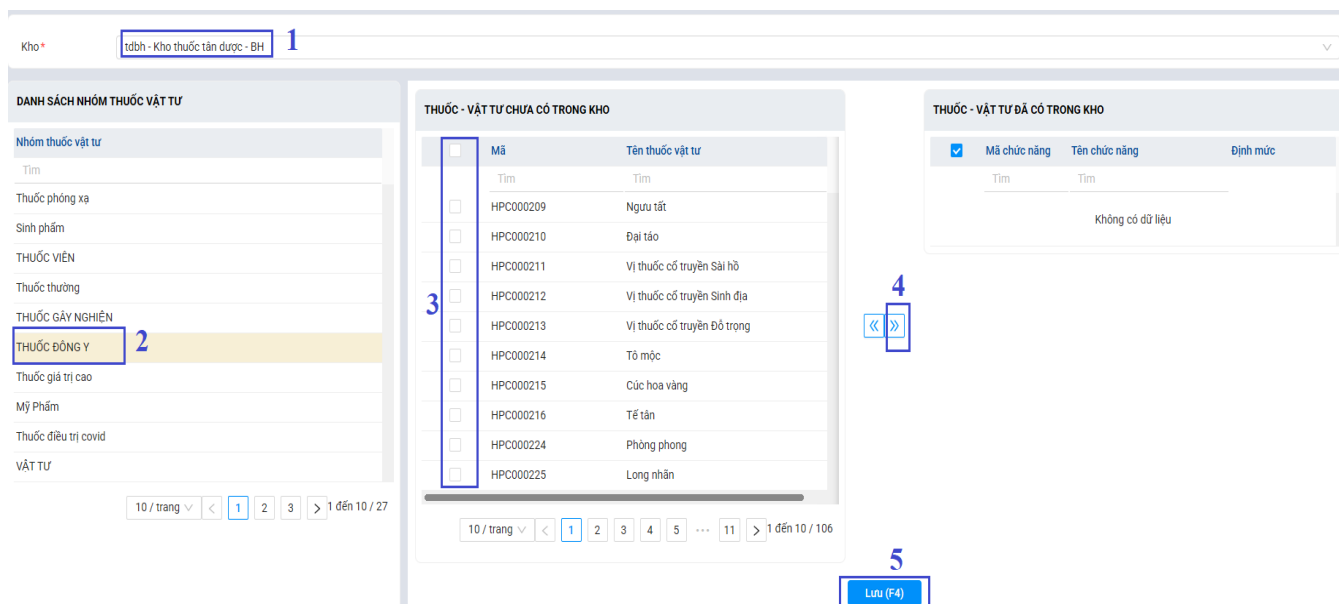 Kho* tdbh - Kho thuốc tân dược - BH 1
DANH SÁCH NHÓM THUỐC VẬT TƯ
Nhóm thuốc vật tư
Tìm
Thuốc phóng xạ
Sinh phẩm
THUỐC VIÊN
Thuốc thường
THUỐC GÂY NGHIỆN
THUỐC ĐÔNG Y 2
Thuốc giá trị cao
Mỹ Phẩm
Thuốc điều trị covid
VẬT TƯ
10 / trang 1 2 3 1 đến 10 / 27
THUỐC - VẬT TƯ CHƯA CÓ TRONG KHO
Mã Tên thuốc vật tư
Tìm Tìm
HPC000209 Ngưu tất
HPC000210 Đại táo
HPC000211 Vị thuốc cổ truyền Sài hồ
3
HPC000212 Vị thuốc cổ truyền Sinh địa
HPC000213 Vị thuốc cổ truyền Đỗ trọng
HPC000214 Tô mộc
HPC000215 Cúc hoa vàng
HPC000216 Tế tân
HPC000224 Phòng phong
HPC000225 Long nhãn
10 / trang 1 2 3 4 5 ••• 11 1 đến 10 / 106
4
THUỐC - VẬT TƯ ĐÃ CÓ TRONG KHO
Mã chức năng Tên chức năng Định mức
Tìm Tìm
Không có dữ liệu
5
Lưu (F4)